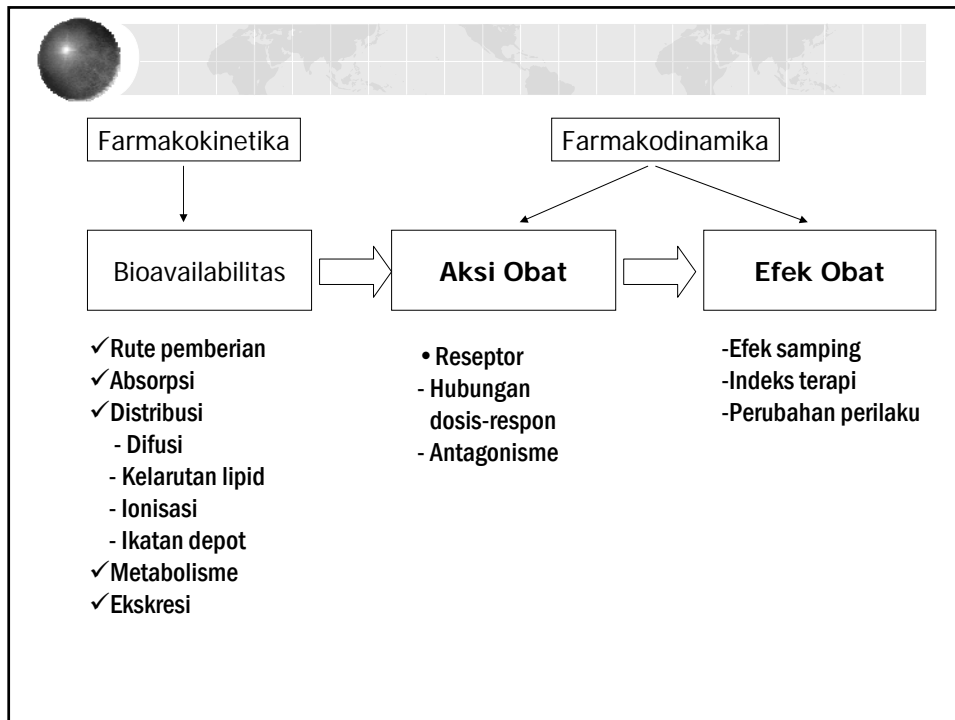 Farmakokinetika
Farmakodinamika
Bioavailabilitas
Aksi Obat
Efek Obat
✓Rute pemberian
✓Absorpsi
✓Distribusi
- Difusi
- Kelarutan lipid
- Ionisasi
- Ikatan depot
✓Metabolisme
✓Ekskresi
• Reseptor
- Hubungan
dosis-respon
- Antagonisme
-Efek samping
-Indeks terapi
-Perubahan perilaku